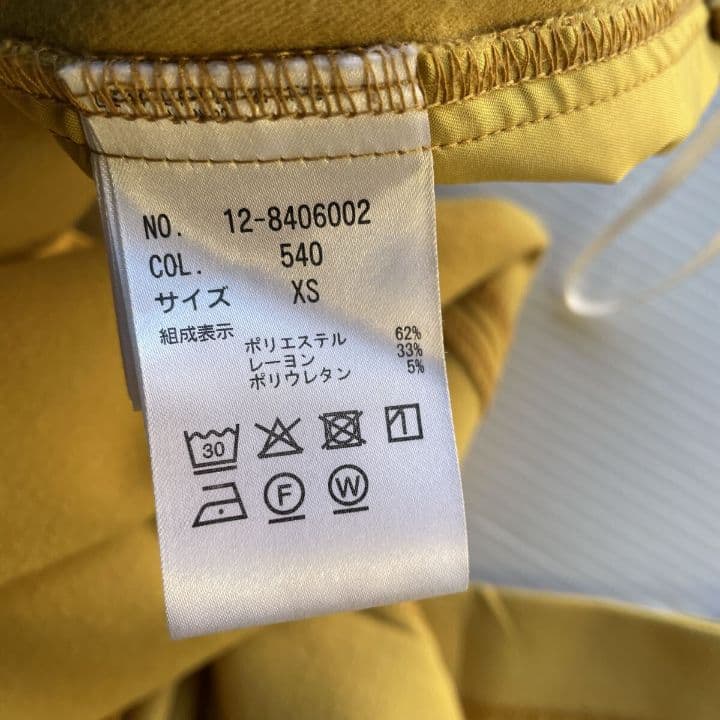 NO. 12-8406002
COL. 540
サイズ XS
組成表示
ポリエステル 62%
レーヨン 33%
ポリウレタン 5%
30
F W